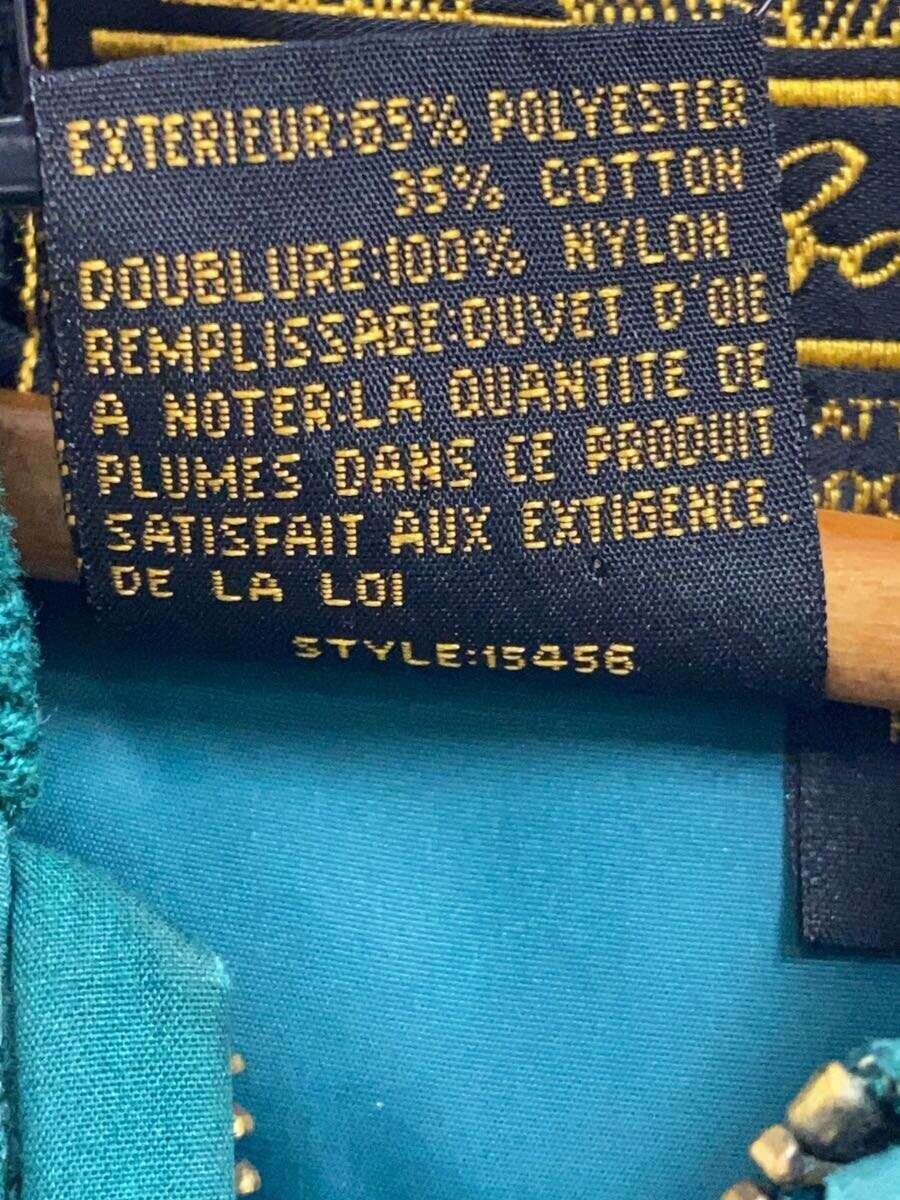 EXTERIEUR:65% POLYESTER
35% COTTON
DOUBLURE:100% NYLON
REMPLISSAGE:DUVET D'OIE
A NOTER:LA QUANTITE DE
PLUMES DANS CE PRODUIT
SATISFAIT AUX EXTIGENCE.
DE LA LOI
STYLE:15456